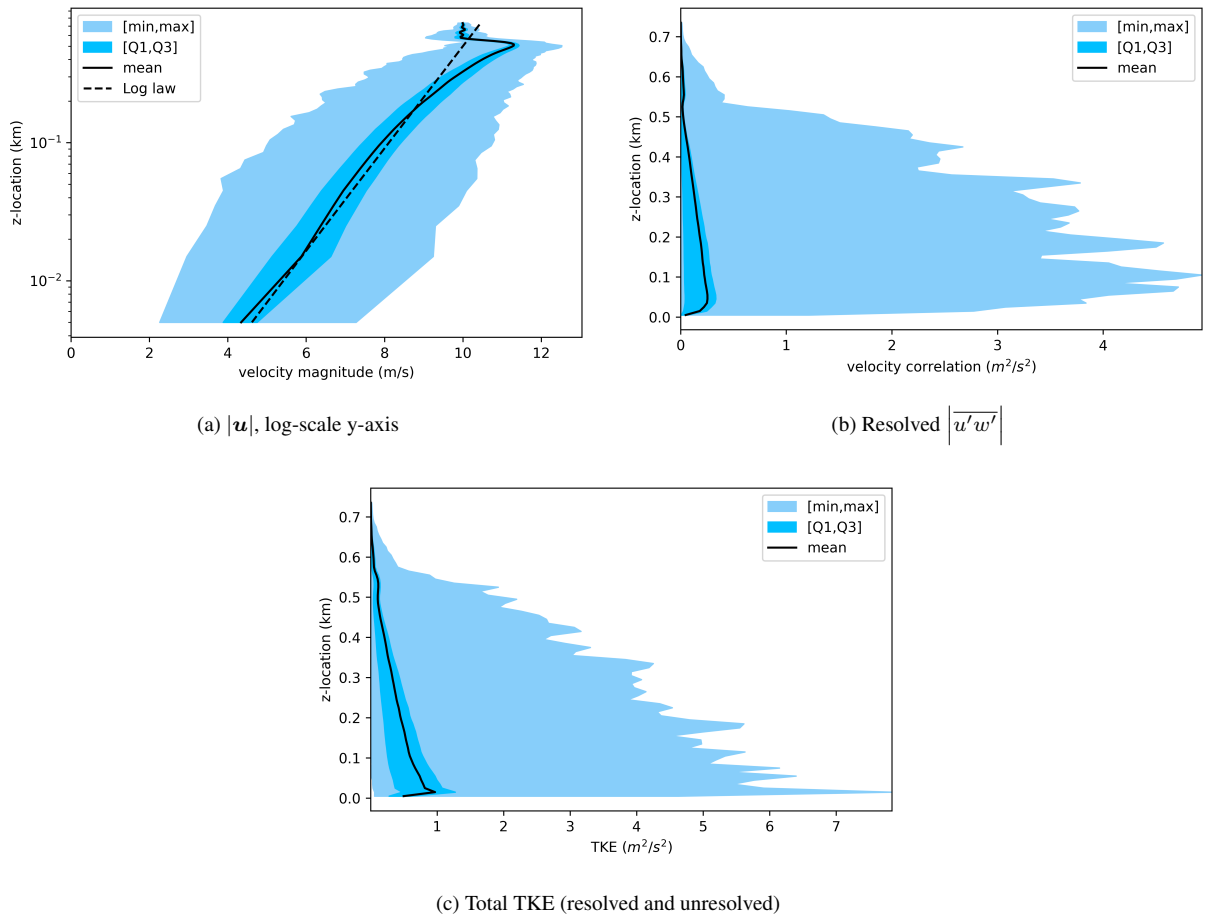 [min,max]
[Q1,Q3]
mean
Log law
z-location (km)
10⁻¹
10⁻²
0 2 4 6 8 10 12
velocity magnitude (m/s)
(a) |u|, log-scale y-axis
[min,max]
[Q1,Q3]
mean
z-location (km)
0.7
0.6
0.5
0.4
0.3
0.2
0.1
0.0
0 1 2 3 4
velocity correlation (m²/s²)
(b) Resolved |u′w′|
[min,max]
[Q1,Q3]
mean
z-location (km)
0.7
0.6
0.5
0.4
0.3
0.2
0.1
0.0
1 2 3 4 5 6 7
TKE (m²/s²)
(c) Total TKE (resolved and unresolved)